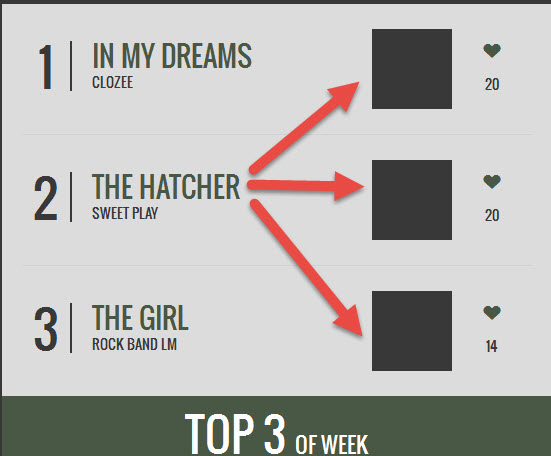 1
IN MY DREAMS
CLOZEE
20
2
THE HATCHER
SWEET PLAY
20
3
THE GIRL
ROCK BAND LM
14
TOP 3 OF WEEK